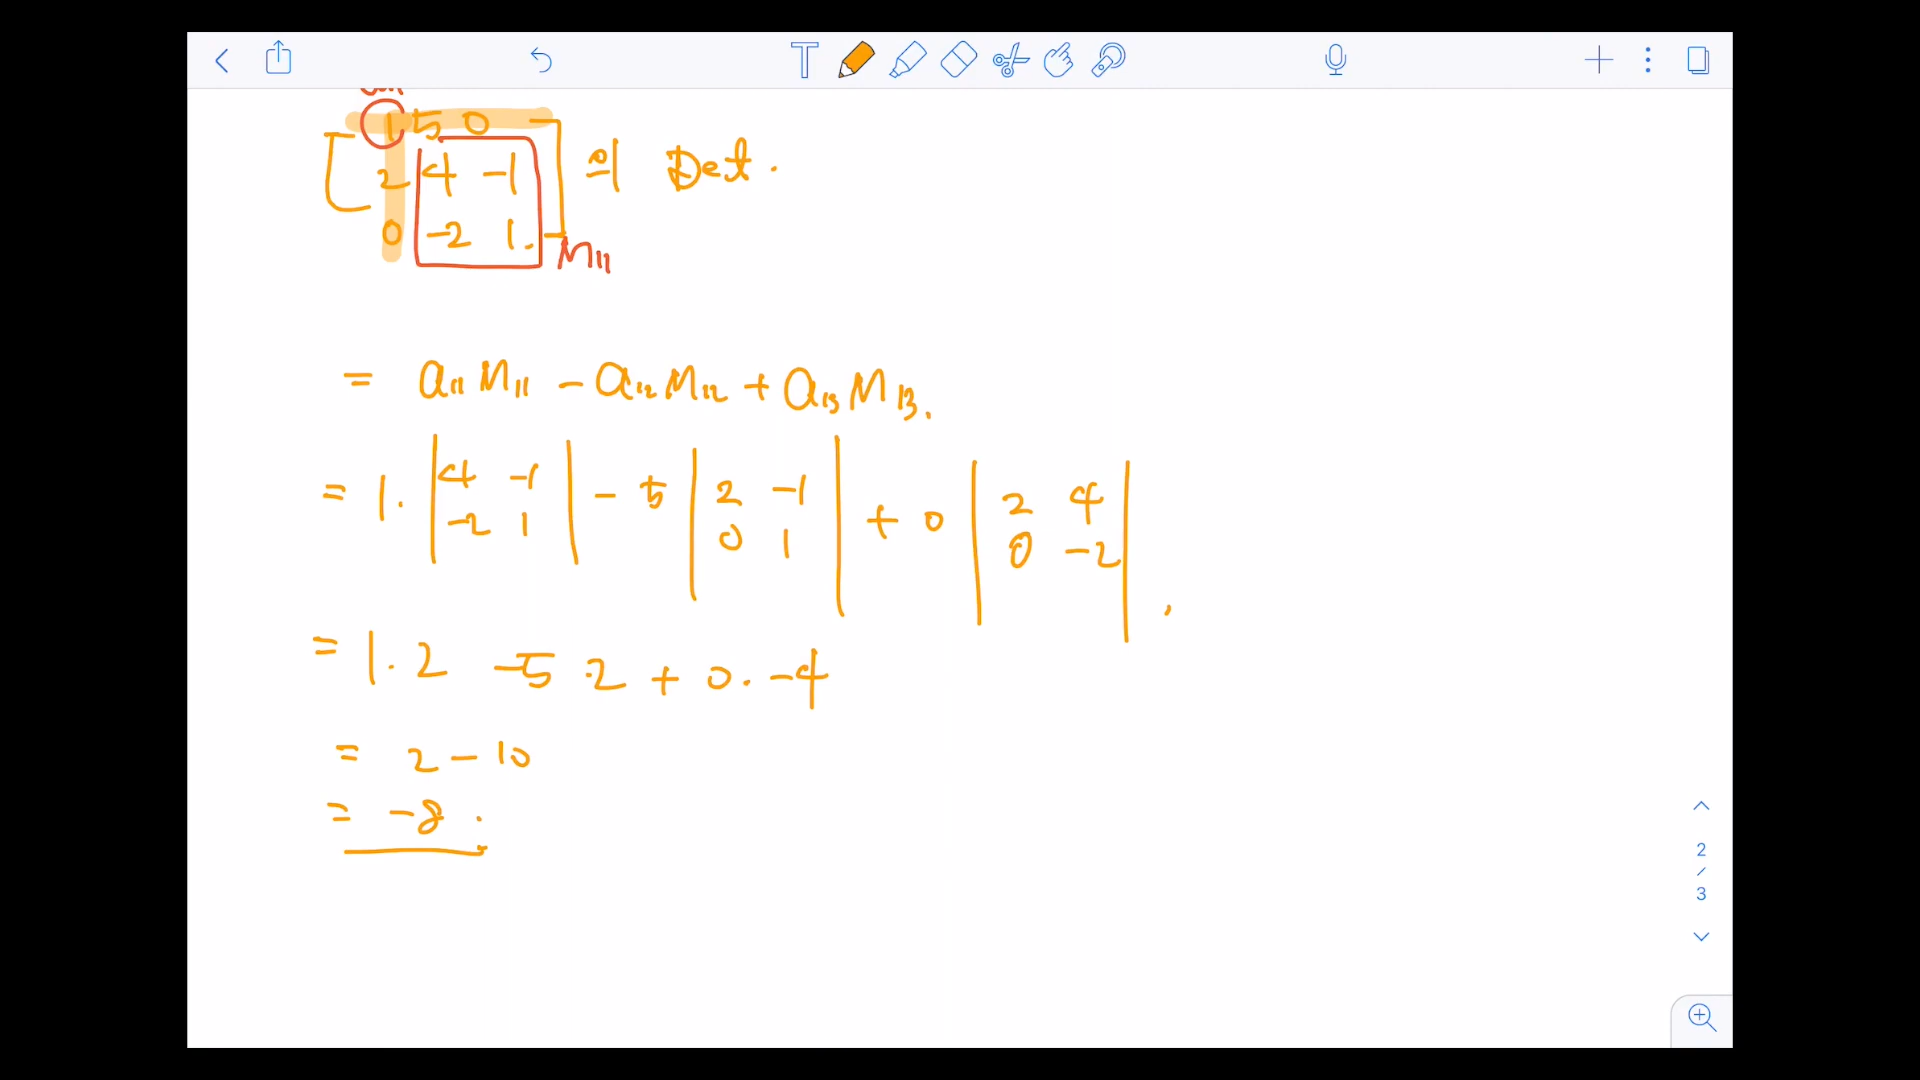 1 5 0
2 4 -1 의 Det.
0 -2 1. M11
= a11 M11 - a12 M12 + a13 M13.
= 1. | 4 -1 | - 5 | 2 -1 | + 0 | 2 4 |
-2 1 0 1 0 -2 .
= 1. 2 -5 .2 + 0. -4
= 2 - 10
= -8 .
2
/
3